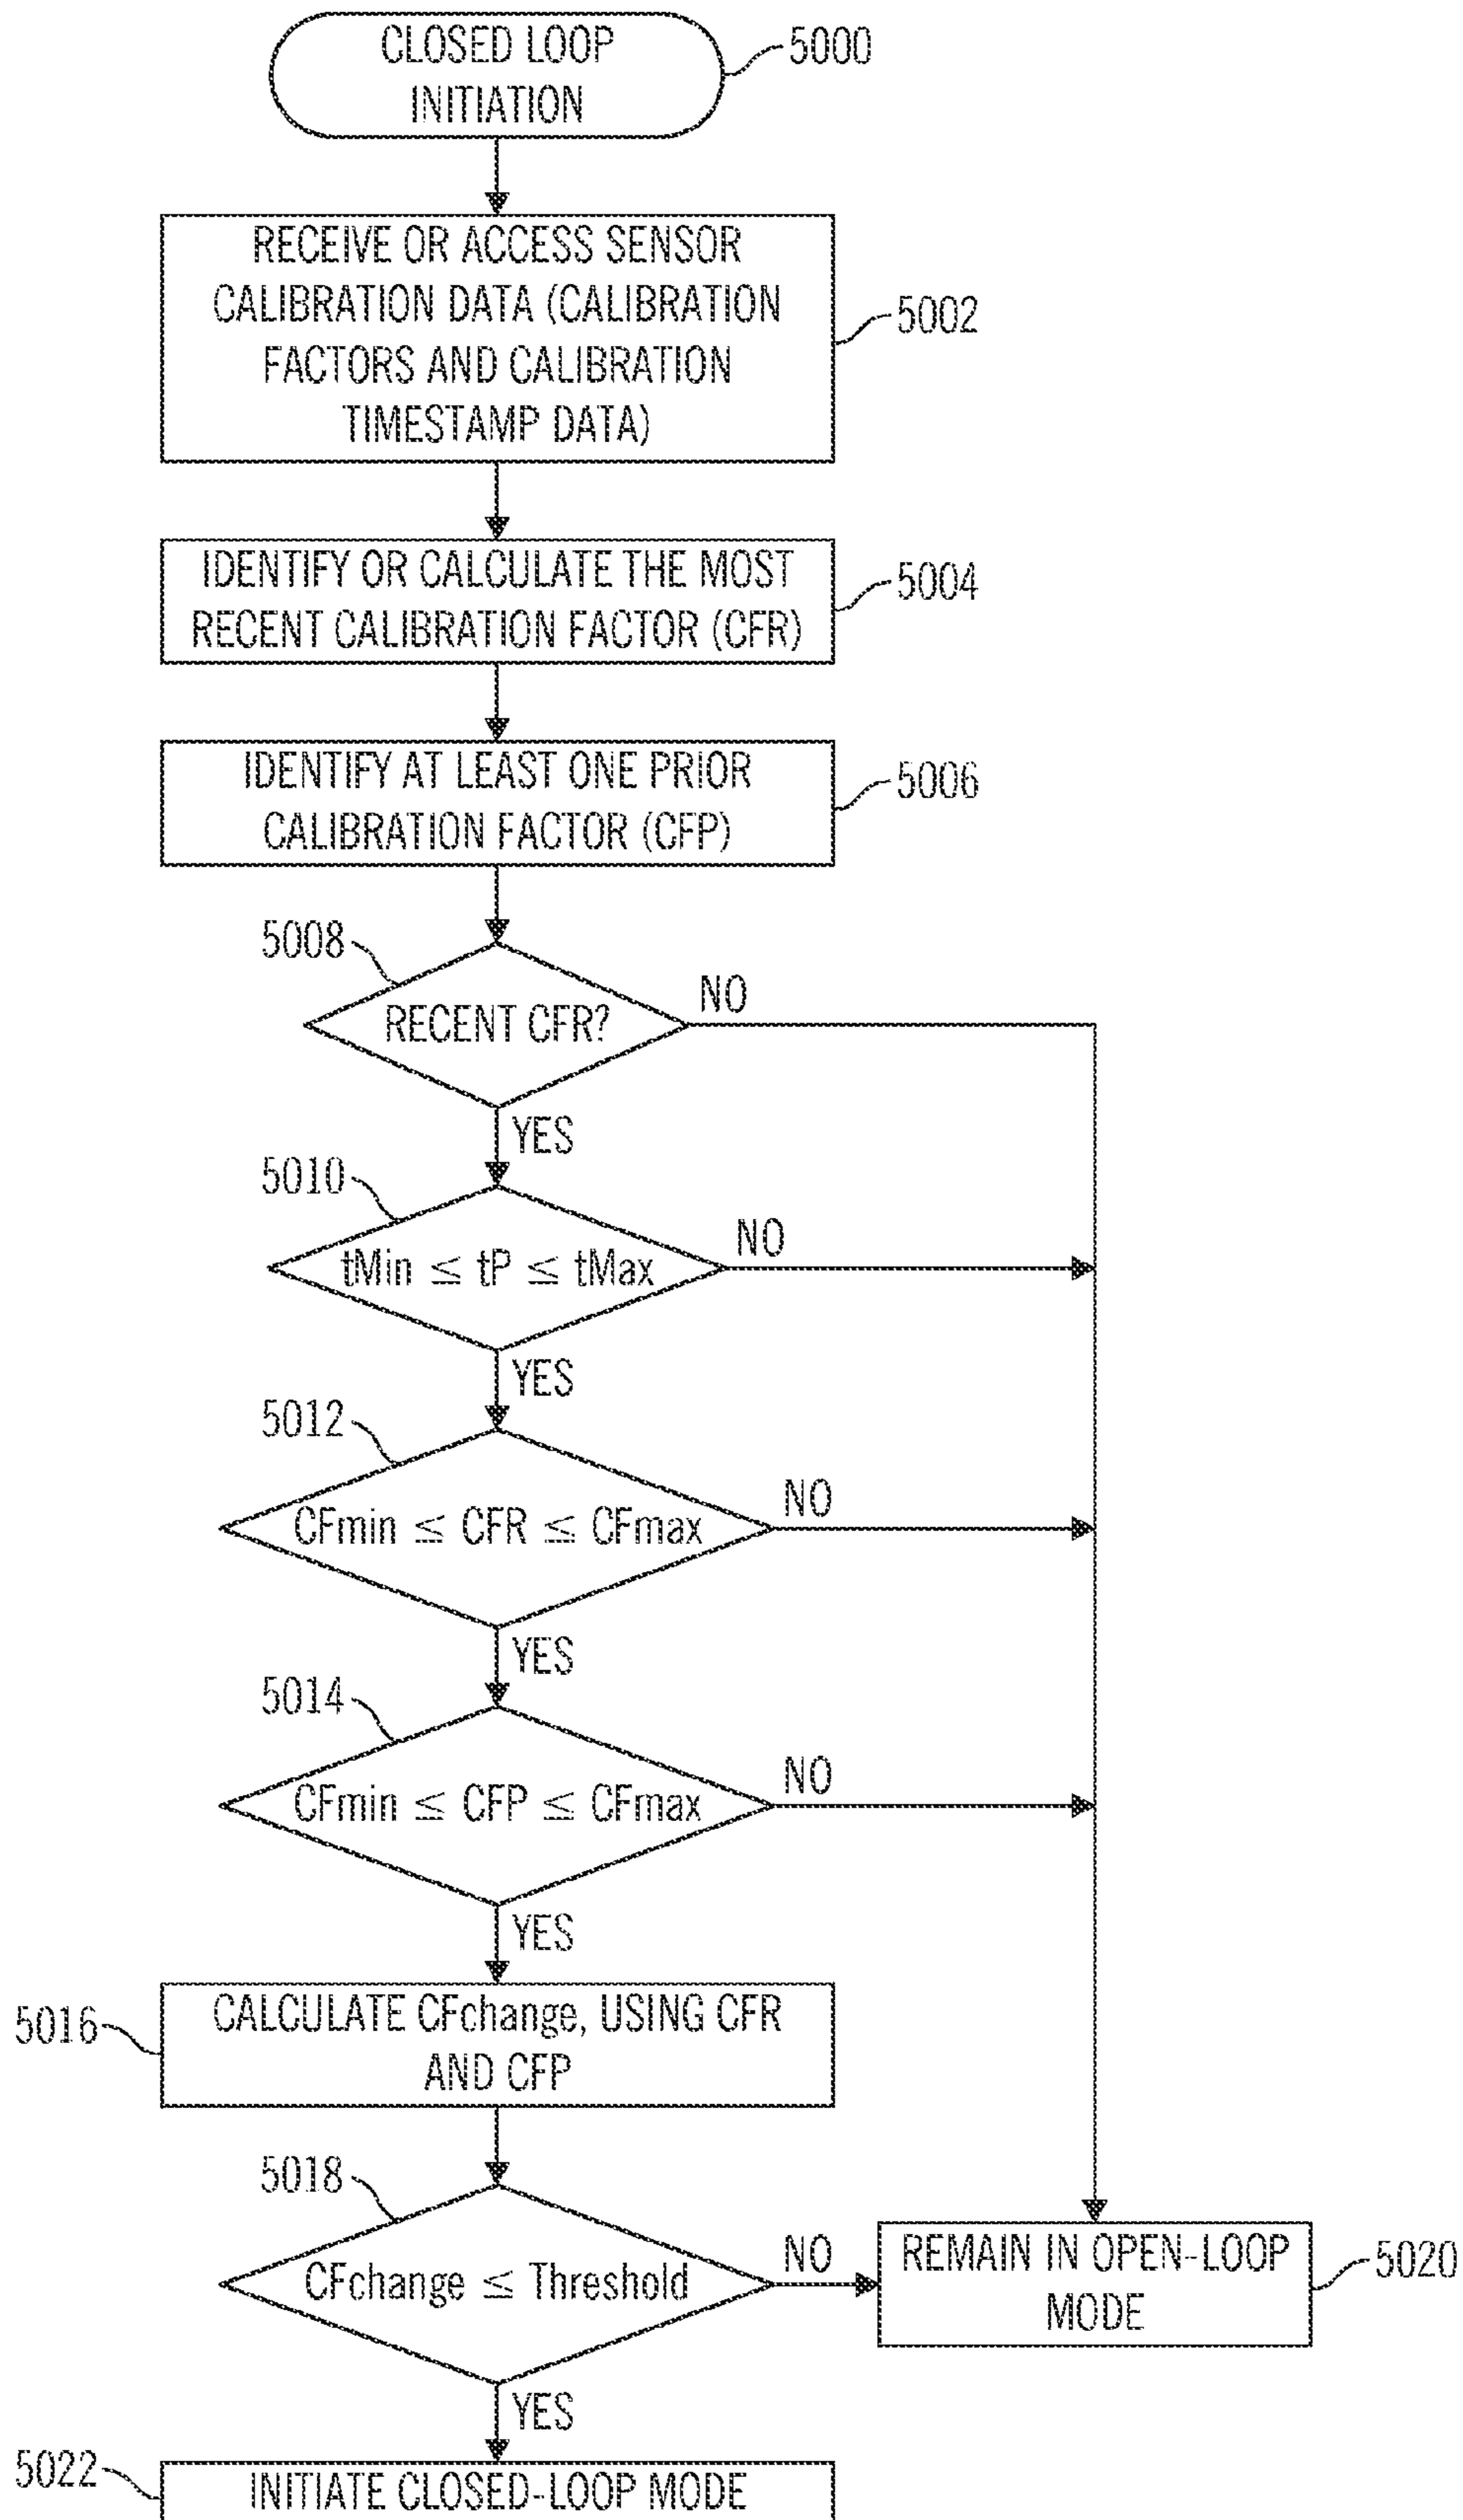 CLOSED LOOP
INITIATION
5000
RECEIVE OR ACCESS SENSOR
CALIBRATION DATA (CALIBRATION
FACTORS AND CALIBRATION
TIMESTAMP DATA)
5002
IDENTIFY OR CALCULATE THE MOST
RECENT CALIBRATION FACTOR (CFR)
5004
IDENTIFY AT LEAST ONE PRIOR
CALIBRATION FACTOR (CFP)
5006
5008
RECENT CFR?
NO
YES
5010
tMin ≤ tP ≤ tMax
NO
YES
5012
CFmin ≤ CFR ≤ CFmax
NO
YES
5014
CFmin ≤ CFP ≤ CFmax
NO
YES
5016
CALCULATE CFchange, USING CFR
AND CFP
5018
CFchange ≤ Threshold
NO
REMAIN IN OPEN-LOOP
MODE
5020
YES
5022
INITIATE CLOSED-LOOP MODE